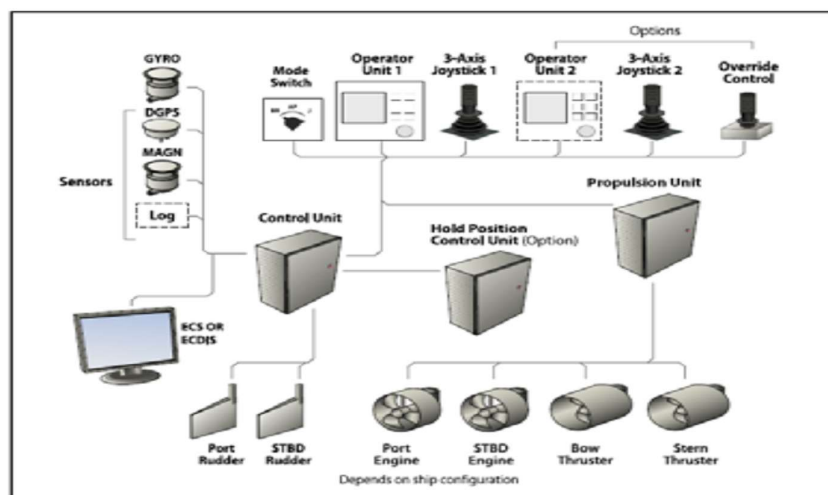 Options
GYRO
Mode
Switch
Operator
Unit 1
3-Axis
Joystick 1
Operator
Unit 2
3-Axis
Joystick 2
Override
Control
DGPS
MAGN
Sensors
Log
Control Unit
Propulsion Unit
Hold Position
Control Unit (Option)
ECS OR
ECDIS
Port
Rudder
STBD
Rudder
Port
Engine
STBD
Engine
Bow
Thruster
Stern
Thruster
Depends on ship configuration